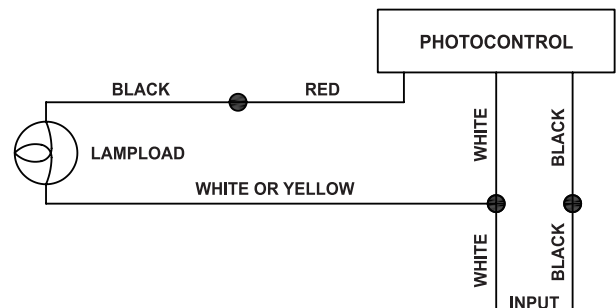 PHOTOCONTROL
BLACK
RED
LAMPLOAD
WHITE
BLACK
WHITE OR YELLOW
WHITE
BLACK
INPUT